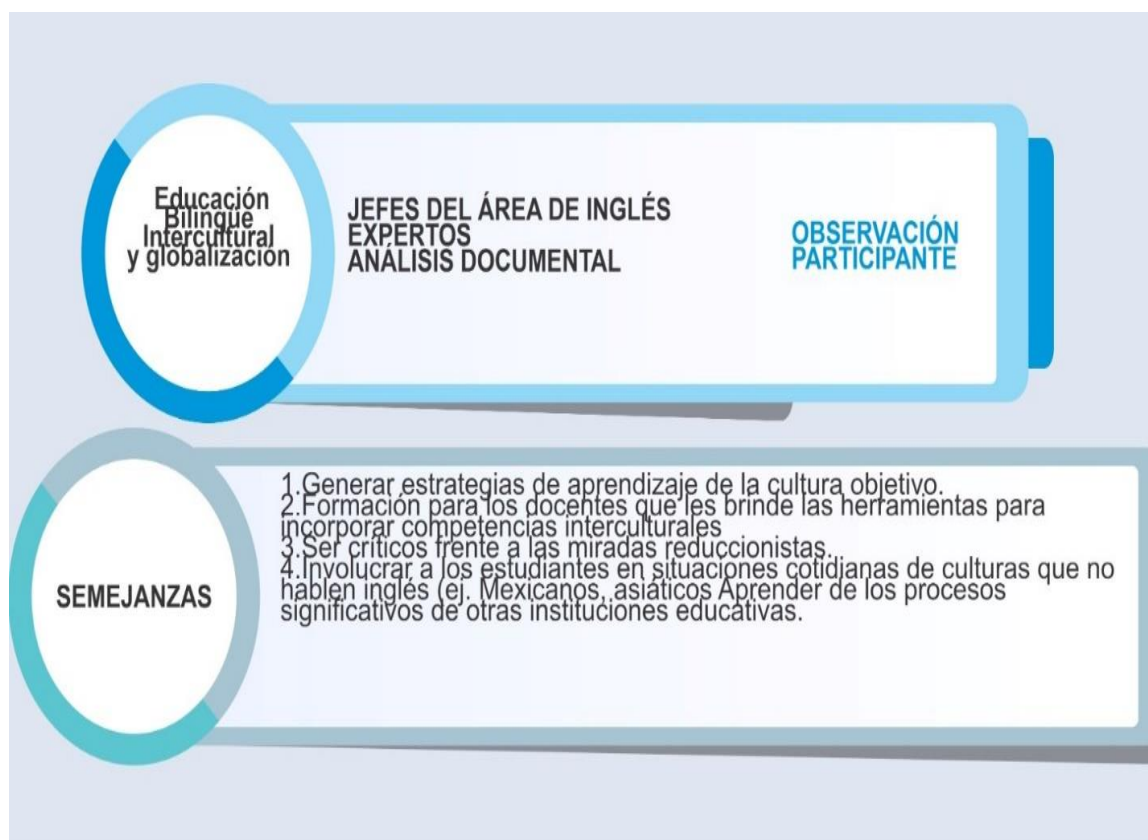 Educación
Bilingüe
Intercultural
y globalización
JEFES DEL ÁREA DE INGLÉS
EXPERTOS
ANÁLISIS DOCUMENTAL
OBSERVACIÓN
PARTICIPANTE
SEMEJANZAS
1.Generar estrategias de aprendizaje de la cultura objetivo.
2.Formación para los docentes que les brinde las herramientas para
incorporar competencias interculturales
3.Ser críticos frente a las miradas reduccionistas.
4.Involucrar a los estudiantes en situaciones cotidianas de culturas que no
hablen inglés (ej. Mexicanos, asiáticos Aprender de los procesos
significativos de otras instituciones educativas.